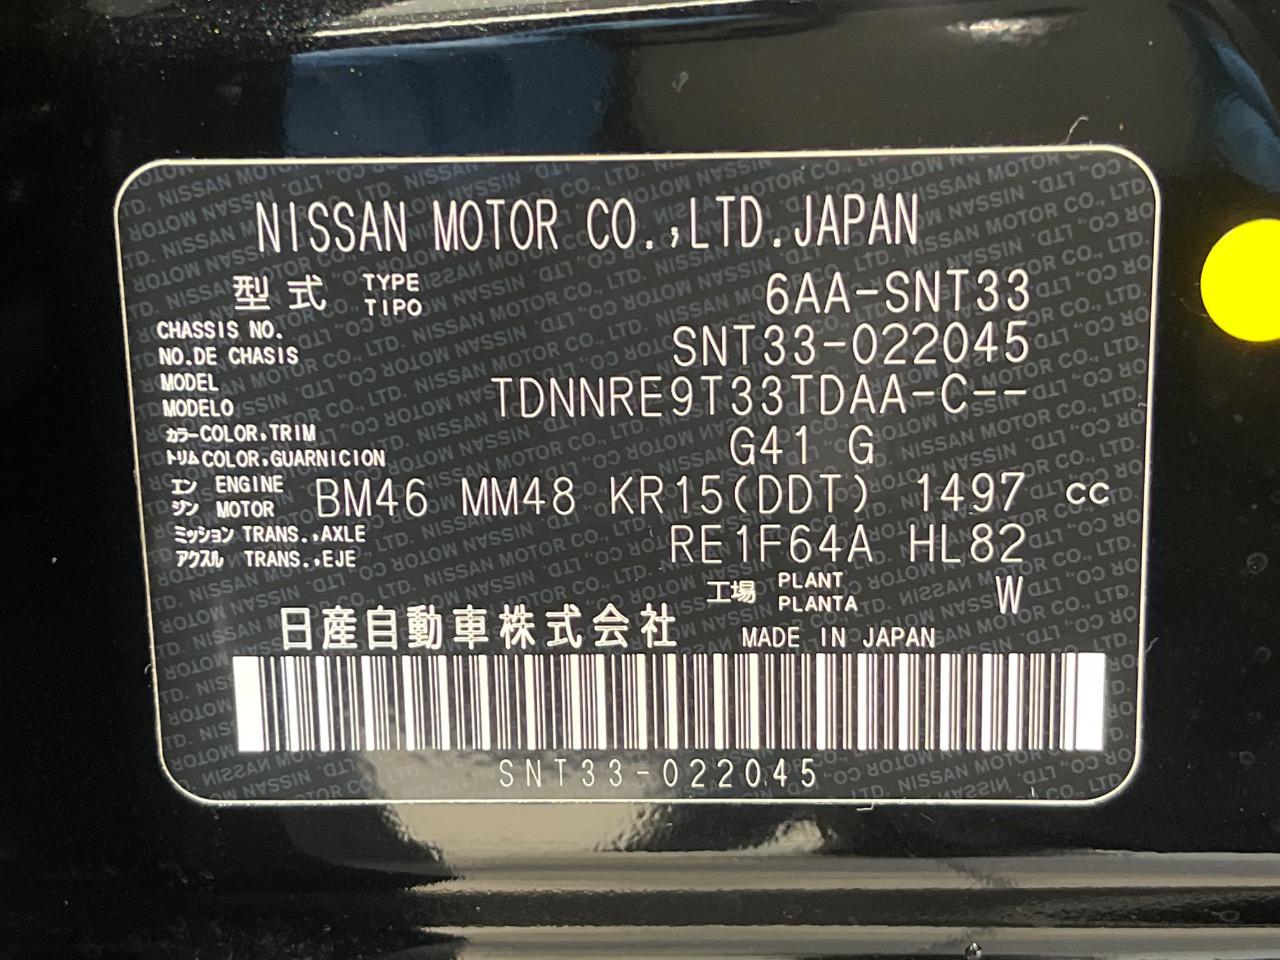 NISSAN MOTOR CO.,LTD.JAPAN
型式 TYPE TIPO 6AA-SNT33
CHASSIS NO. NO.DE CHASIS SNT33-022045
MODEL MODELO TDNNRE9T33TDAA-C--
カラー COLOR,TRIM トリム COLOR,GUARNICION G41 G
エンジン ENGINE MOTOR BM46 MM48 KR15(DDT) 1497 cc
ミッション TRANS.,AXLE アクスル TRANS.,EJE RE1F64A HL82
工場 PLANT PLANTA W
日産自動車株式会社 MADE IN JAPAN
SNT33-022045